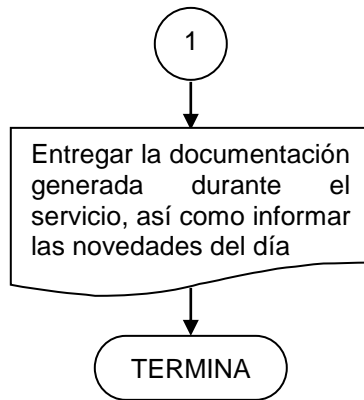 1
Entregar la documentación
generada durante el
servicio, así como informar
las novedades del día
TERMINA